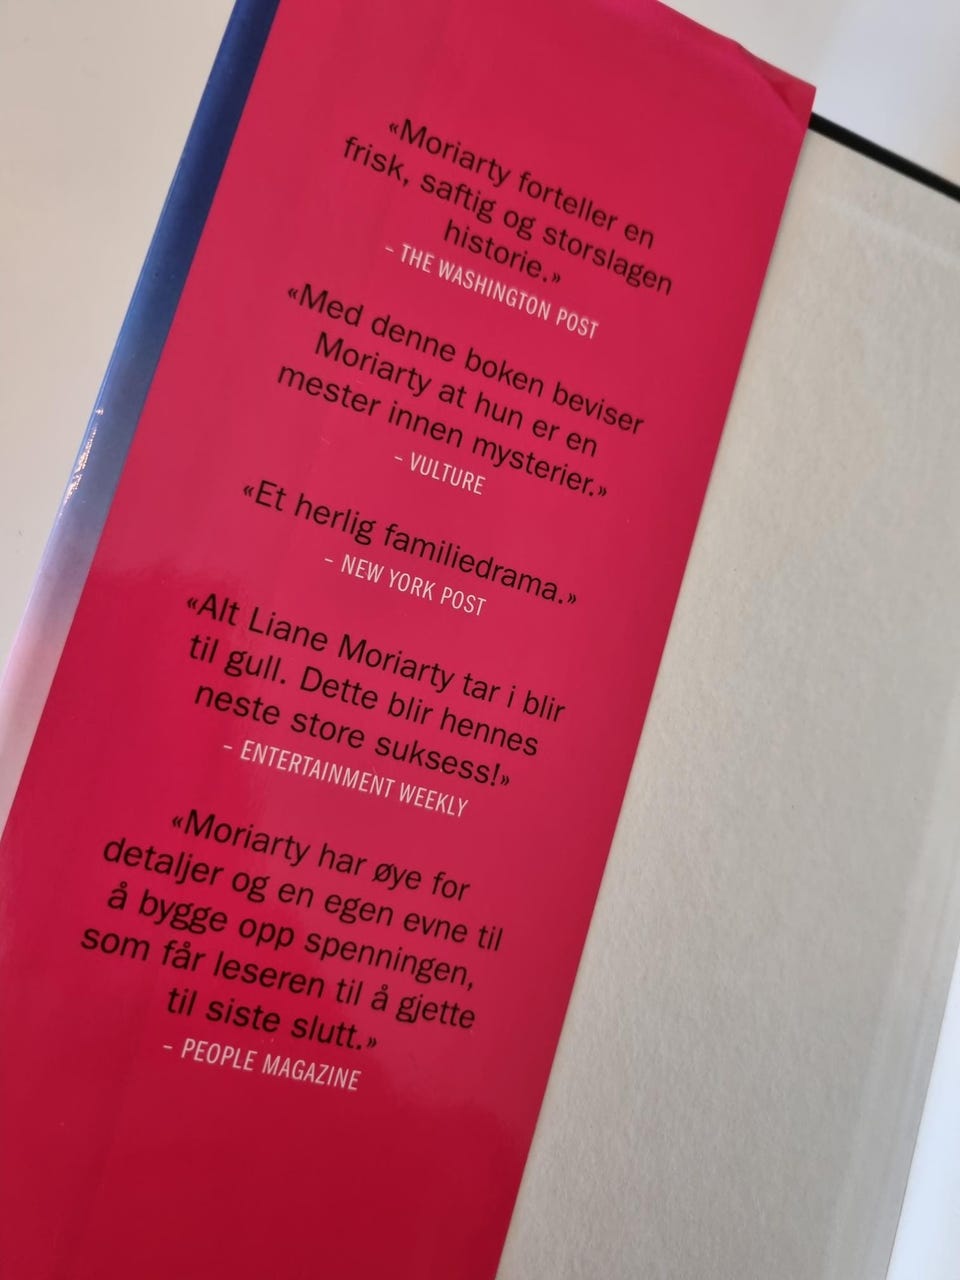 «Moriarty forteller en
frisk, saftig og storslagen
historie.»
– THE WASHINGTON POST
«Med denne boken beviser
Moriarty at hun er en
mester innen mysterier.»
– VULTURE
«Et herlig familiedrama.»
– NEW YORK POST
«Alt Liane Moriarty tar i blir
til gull. Dette blir hennes
neste store suksess!»
– ENTERTAINMENT WEEKLY
«Moriarty har øye for
detaljer og en egen evne til
å bygge opp spenningen,
som får leseren til å gjette
til siste slutt.»
– PEOPLE MAGAZINE